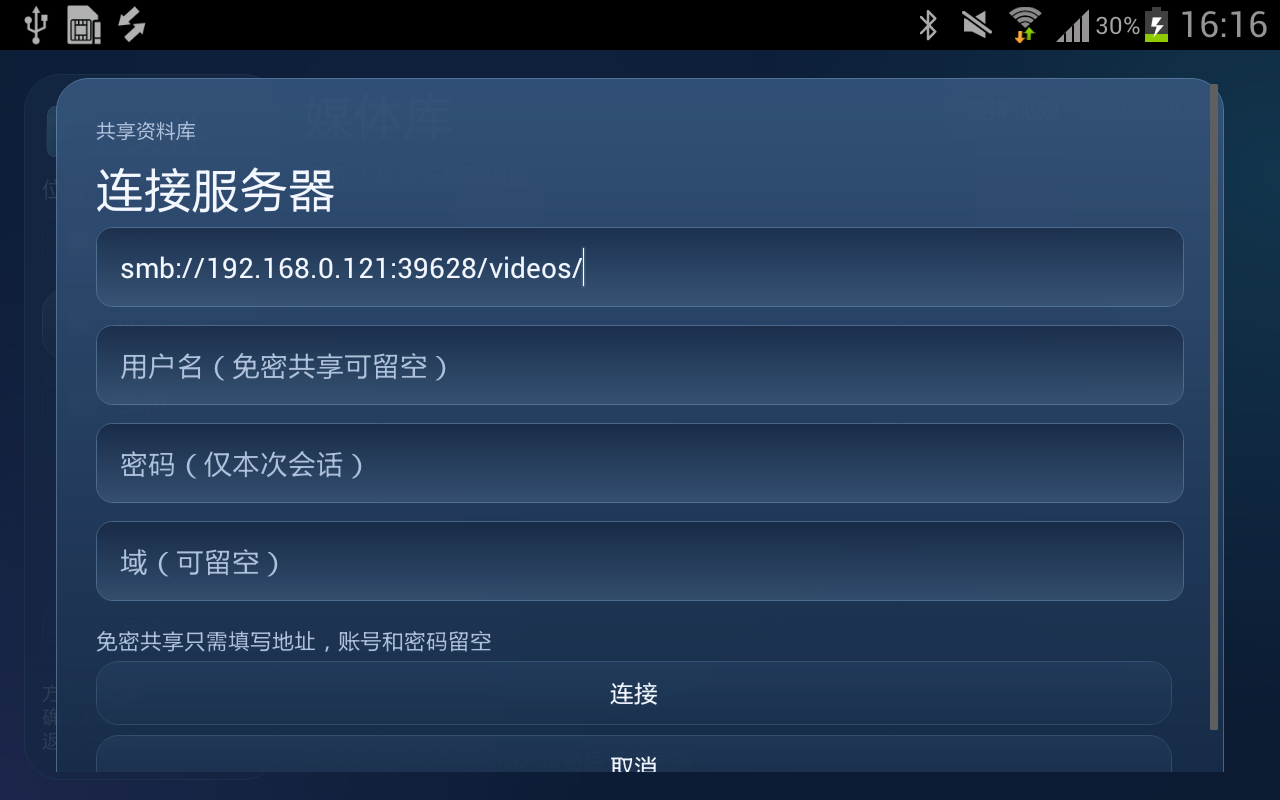 30% 16:16
媒体库
共享资料库
连接服务器
smb://192.168.0.121:39628/videos/
用户名（免密共享可留空）
密码（仅本次会话）
域（可留空）
免密共享只需填写地址，账号和密码留空
连接
取消